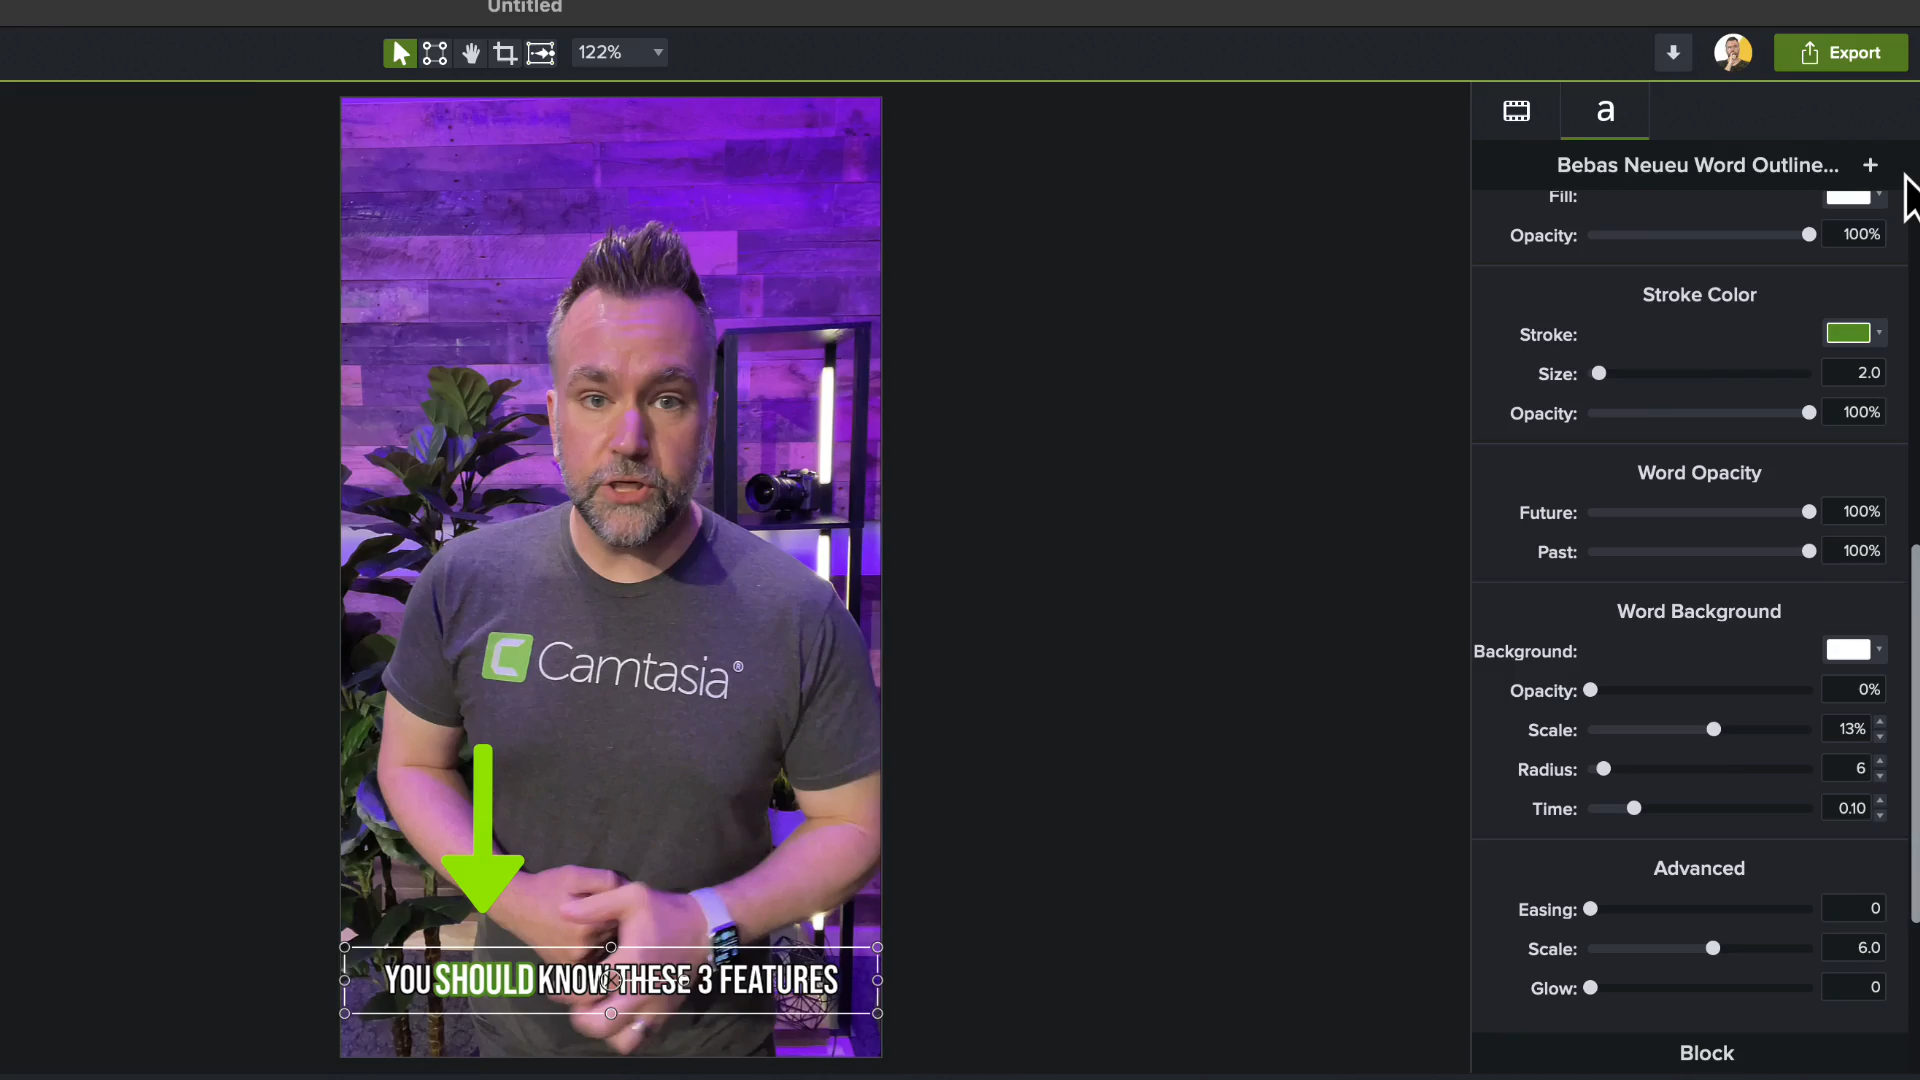 Untitled
122%
Export
a
Bebas Neueu Word Outline... +
Fill:
Opacity: 100%
Stroke Color
Stroke:
Size: 2.0
Opacity: 100%
Word Opacity
Future: 100%
Past: 100%
Word Background
Background:
Opacity: 0%
Scale: 13%
Radius: 6
Time: 0.10
Advanced
Easing: 0
Scale: 6.0
Glow: 0
Block
C Camtasia®
YOU SHOULD KNOW THESE 3 FEATURES